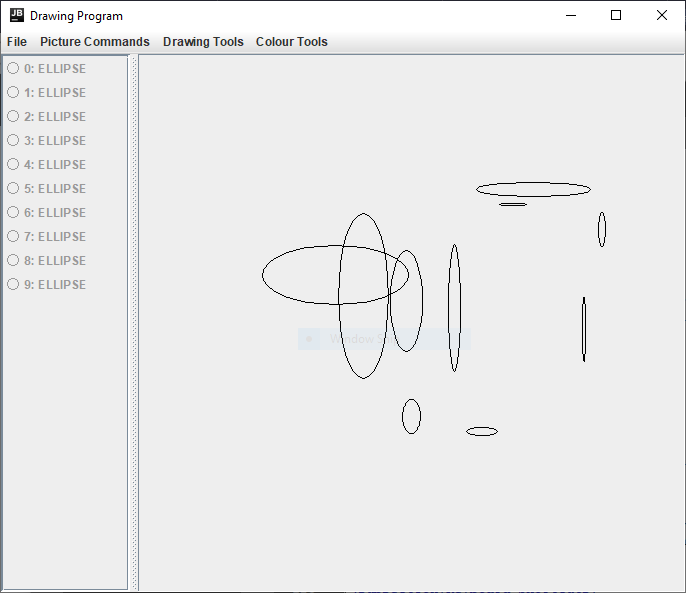 JB
Drawing Program
File Picture Commands Drawing Tools Colour Tools
0: ELLIPSE
1: ELLIPSE
2: ELLIPSE
3: ELLIPSE
4: ELLIPSE
5: ELLIPSE
6: ELLIPSE
7: ELLIPSE
8: ELLIPSE
9: ELLIPSE
Window